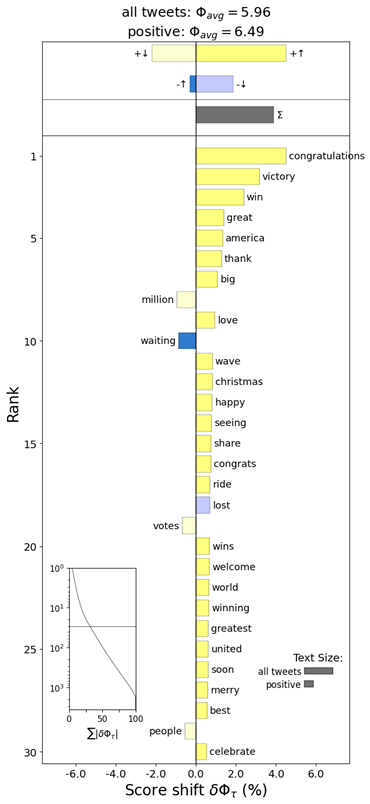 all tweets: Φavg = 5.96
positive: Φavg = 6.49
+↓ +↑
-↑ -↓
Σ
1 congratulations
victory
win
great
5 america
thank
big
million
love
10 waiting
wave
christmas
happy
seeing
15 share
congrats
ride
lost
votes
20 wins
welcome
world
winning
greatest
25 united
soon
merry
best
people
30 celebrate
Rank
10⁰
10¹
10²
10³
0 50 100
∑|δΦτ|
Text Size:
all tweets
positive
-6.0 -4.0 -2.0 0.0 2.0 4.0 6.0
Score shift δΦτ (%)